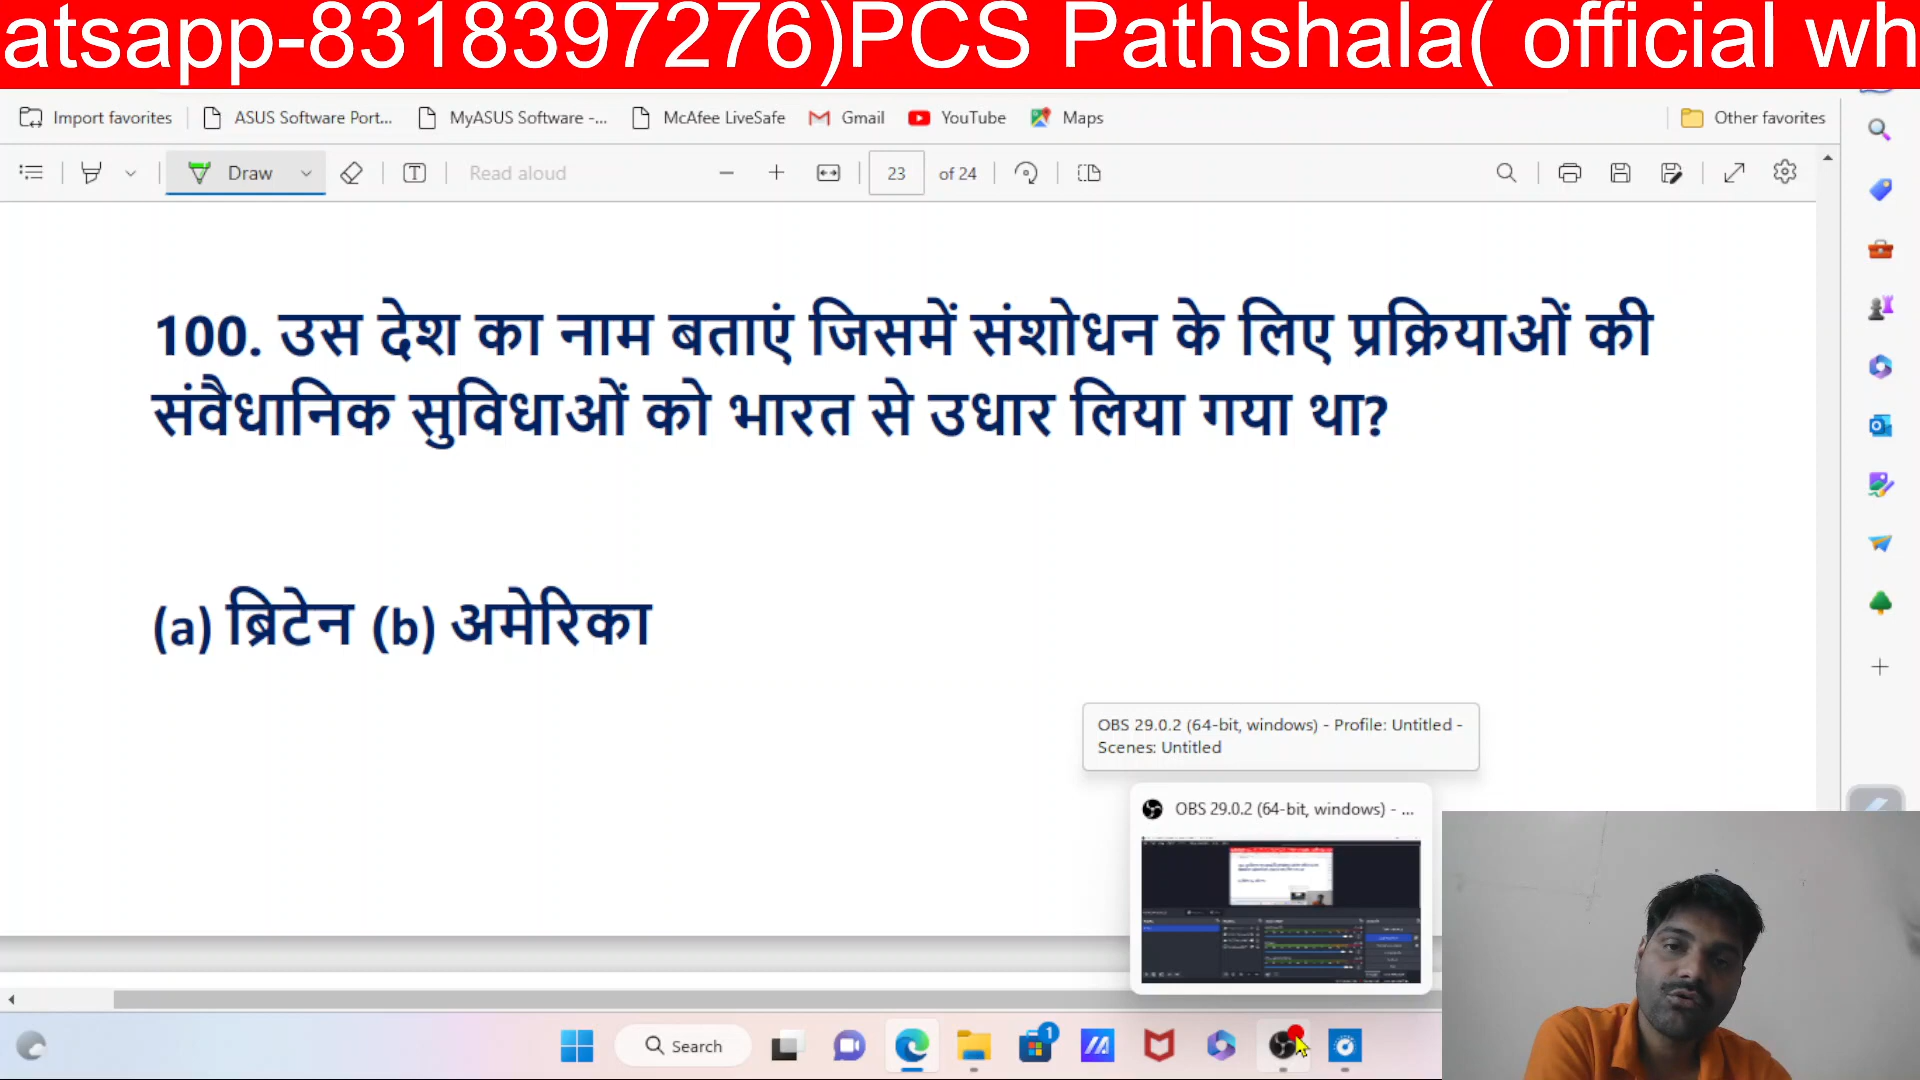 atsapp-8318397276)PCS Pathshala( official wh
Import favorites ASUS Software Port... MyASUS Software -... McAfee LiveSafe Gmail YouTube Maps Other favorites
Draw Read aloud 23 of 24
100. उस देश का नाम बताएं जिसमें संशोधन के लिए प्रक्रियाओं की
संवैधानिक सुविधाओं को भारत से उधार लिया गया था?
(a) ब्रिटेन (b) अमेरिका
OBS 29.0.2 (64-bit, windows) - Profile: Untitled -
Scenes: Untitled
OBS 29.0.2 (64-bit, windows) - ...
Search
1